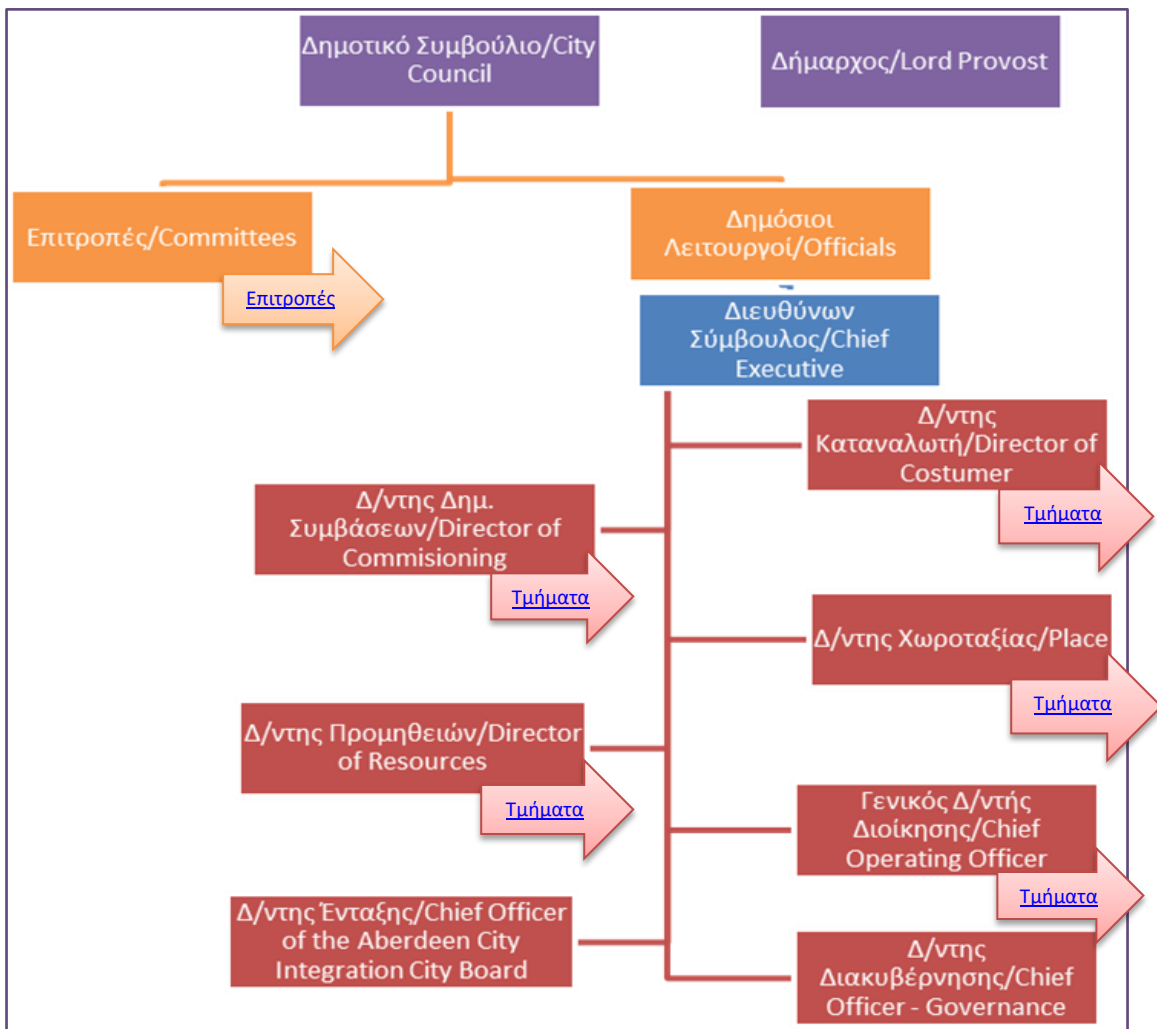 Δημοτικό Συμβούλιο/City
Council
Δήμαρχος/Lord Provost
Επιτροπές/Committees
Επιτροπές
Δημόσιοι
Λειτουργοί/Officials
Διευθύνων
Σύμβουλος/Chief
Executive
Δ/ντης
Καταναλωτή/Director of
Costumer
Τμήματα
Δ/ντης Δημ.
Συμβάσεων/Director of
Commisioning
Τμήματα
Δ/ντης Χωροταξίας/Place
Τμήματα
Δ/ντης Προμηθειών/Director
of Resources
Τμήματα
Γενικός Δ/ντής
Διοίκησης/Chief
Operating Officer
Τμήματα
Δ/ντης Ένταξης/Chief Officer
of the Aberdeen City
Integration City Board
Δ/ντης
Διακυβέρνησης/Chief
Officer - Governance